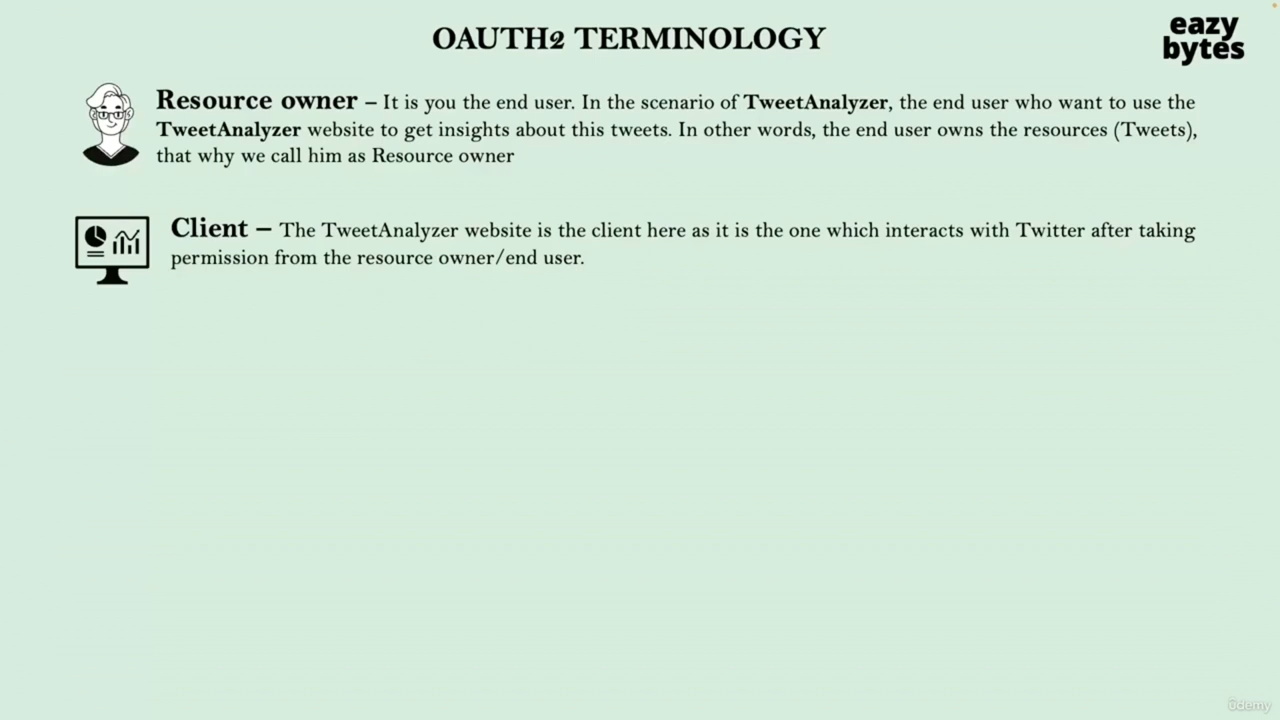 OAUTH2 TERMINOLOGY
eazy
bytes
Resource owner – It is you the end user. In the scenario of TweetAnalyzer, the end user who want to use the
TweetAnalyzer website to get insights about this tweets. In other words, the end user owns the resources (Tweets),
that why we call him as Resource owner
Client – The TweetAnalyzer website is the client here as it is the one which interacts with Twitter after taking
permission from the resource owner/end user.
ûdemy